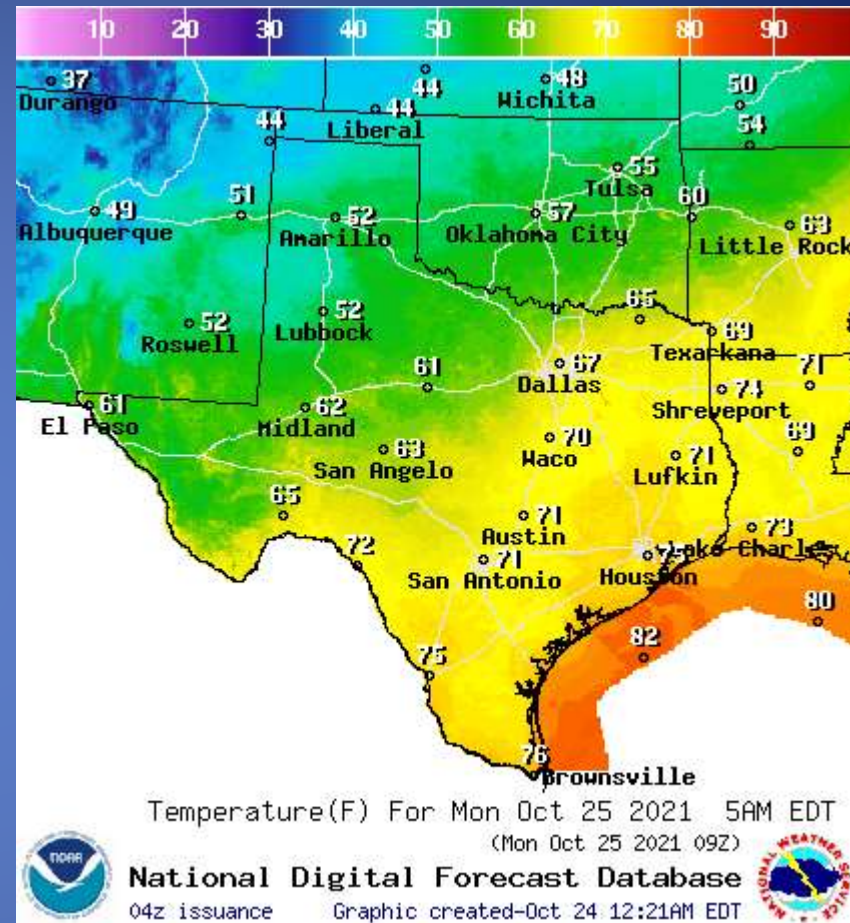 10 20 30 40 50 60 70 80 90
37
Durango
44
44
Liberal
48
Wichita
50
54
44
55
Tulsa
49
Albuquerque
51
52
Amarillo
57
Oklahoma City
60
63
Little Rock
52
Roswell
52
Lubbock
65
69
Texarkana
61
67
Dallas
71
74
Shreveport
61
El Paso
62
Midland
63
San Angelo
70
Waco
71
Lufkin
69
65
71
Austin
73
Lake Charles
72
71
San Antonio
Houston
80
82
75
76
Brownsville
Temperature(F) For Mon Oct 25 2021 5AM EDT
(Mon Oct 25 2021 09Z)
NOAA
National Digital Forecast Database
04z issuance Graphic created-Oct 24 12:21AM EDT